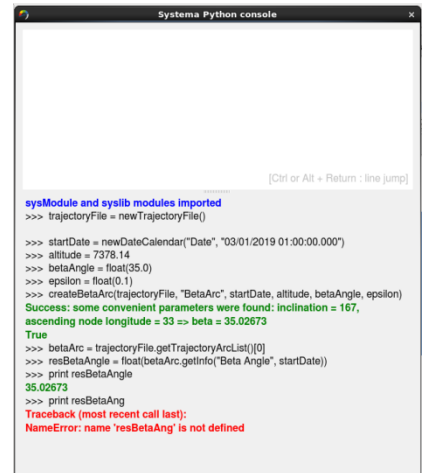 Systema Python console
[Ctrl or Alt + Return : line jump]
sysModule and syslib modules imported
>>> trajectoryFile = newTrajectoryFile()
>>> startDate = newDateCalendar("Date", "03/01/2019 01:00:00.000")
>>> altitude = 7378.14
>>> betaAngle = float(35.0)
>>> epsilon = float(0.1)
>>> createBetaArc(trajectoryFile, "BetaArc", startDate, altitude, betaAngle, epsilon)
Success: some convenient parameters were found: inclination = 167,
ascending node longitude = 33 => beta = 35.02673
True
>>> betaArc = trajectoryFile.getTrajectoryArcList()[0]
>>> resBetaAngle = float(betaArc.getInfo("Beta Angle", startDate))
>>> print resBetaAngle
35.02673
>>> print resBetaAng
Traceback (most recent call last):
NameError: name 'resBetaAng' is not defined